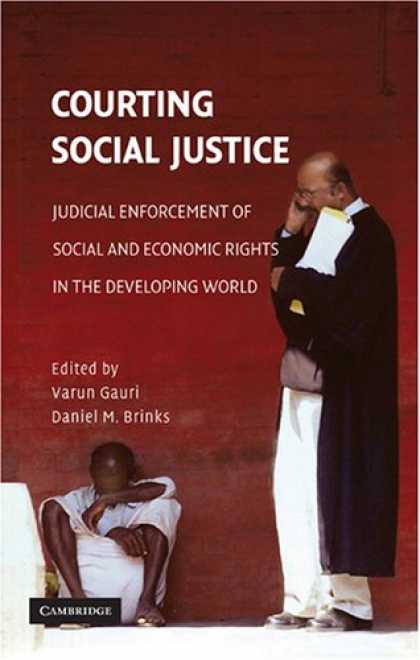 COURTING
SOCIAL JUSTICE
JUDICIAL ENFORCEMENT OF
SOCIAL AND ECONOMIC RIGHTS
IN THE DEVELOPING WORLD
Edited by
Varun Gauri
Daniel M. Brinks
CAMBRIDGE